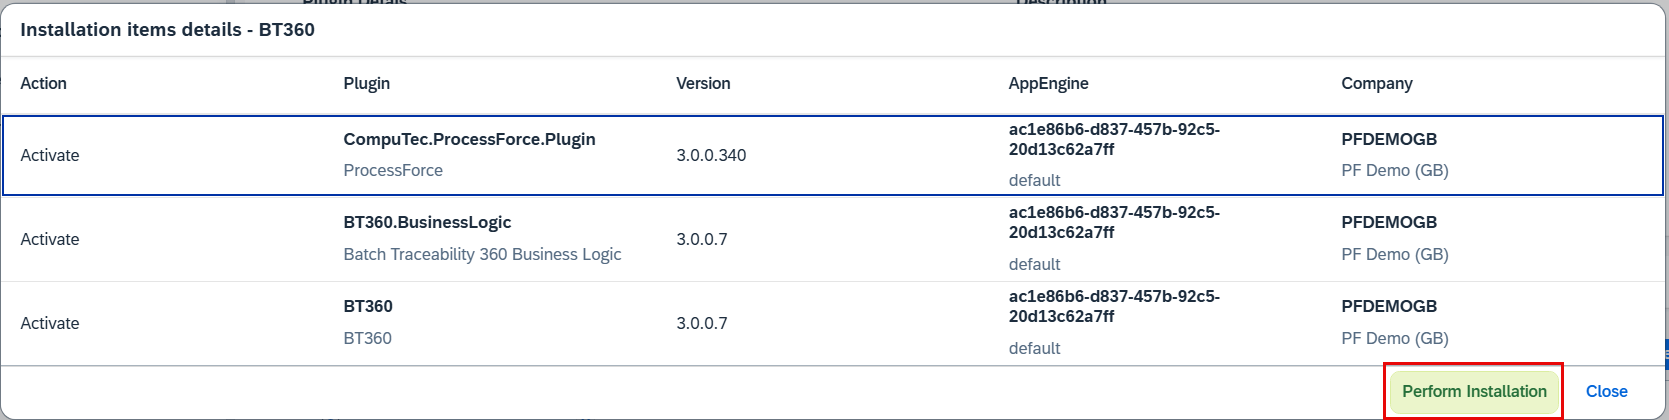 Plugin Details
Description
Installation items details - BT360
Action Plugin Version AppEngine Company
Activate
CompuTec.ProcessForce.Plugin
ProcessForce
3.0.0.340
ac1e86b6-d837-457b-92c5-
20d13c62a7ff
default
PFDEMOGB
PF Demo (GB)
Activate
BT360.BusinessLogic
Batch Traceability 360 Business Logic
3.0.0.7
ac1e86b6-d837-457b-92c5-
20d13c62a7ff
default
PFDEMOGB
PF Demo (GB)
Activate
BT360
BT360
3.0.0.7
ac1e86b6-d837-457b-92c5-
20d13c62a7ff
default
PFDEMOGB
PF Demo (GB)
Perform Installation Close